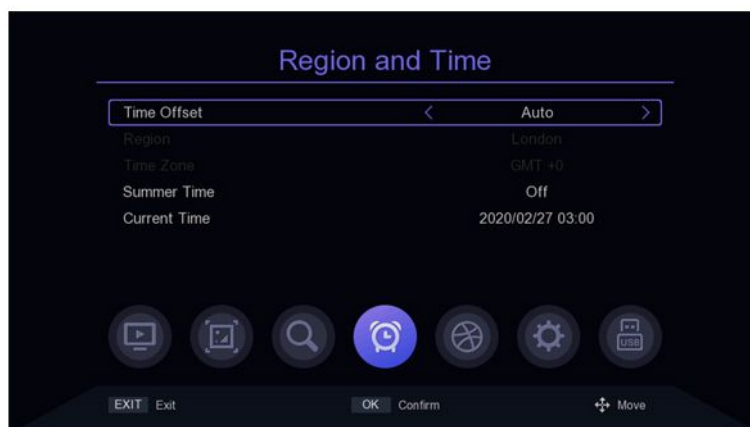 Region and Time
Time Offset < Auto >
Region London
Time Zone GMT +0
Summer Time Off
Current Time 2020/02/27 03:00
USB
EXIT Exit OK Confirm Move